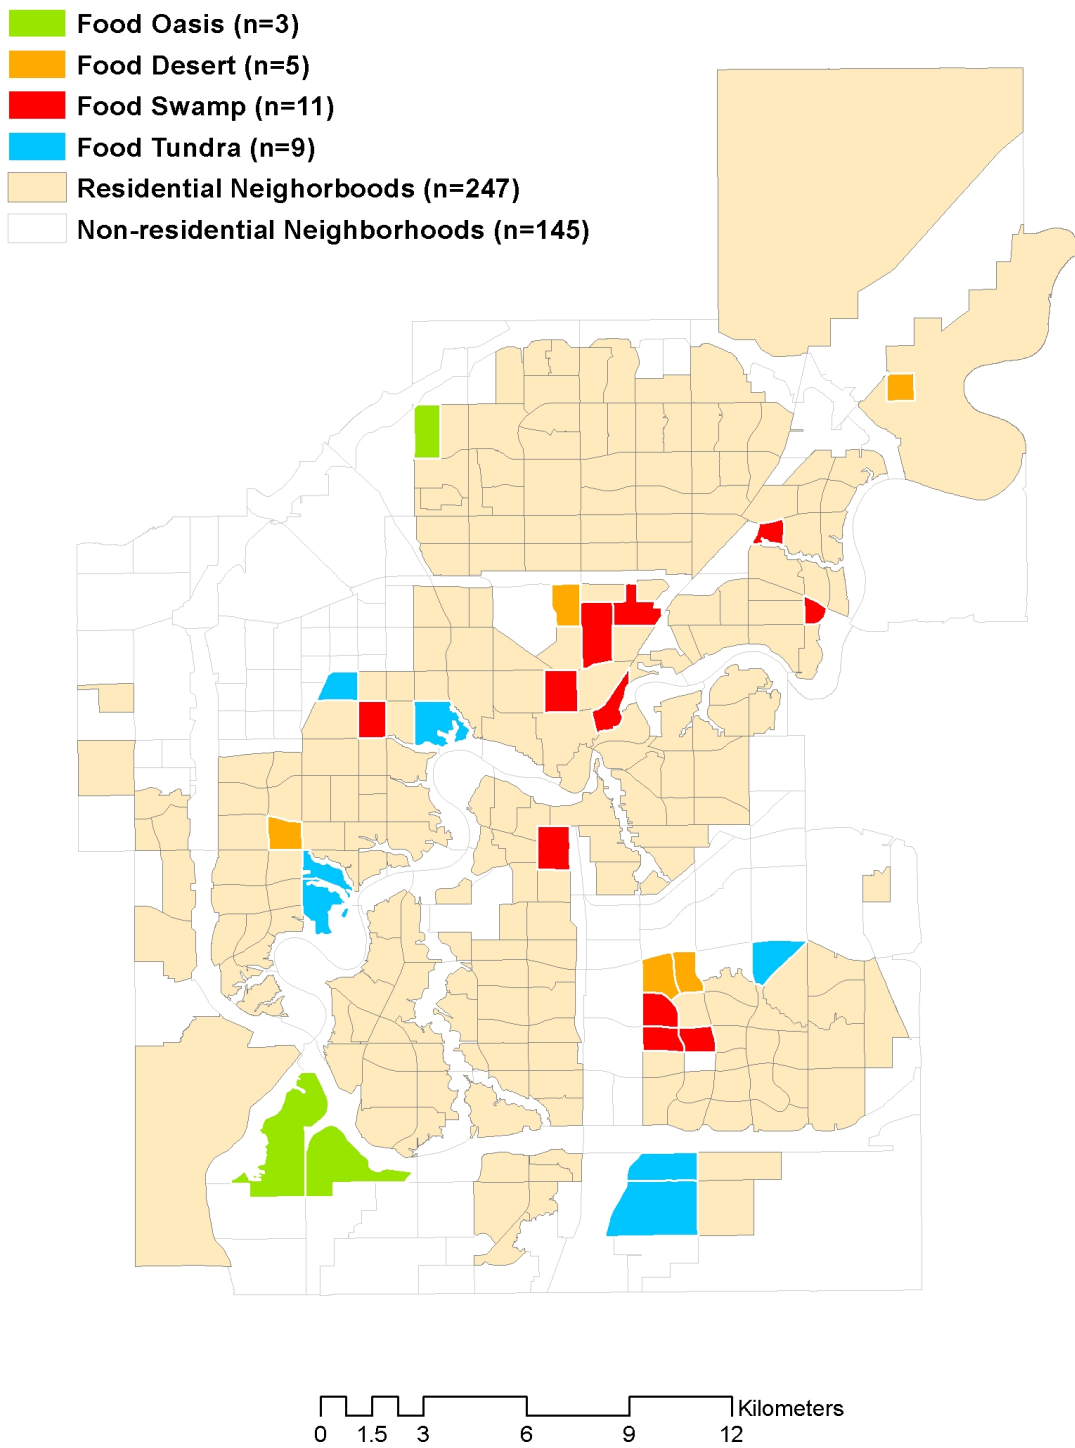 Food Oasis (n=3)
Food Desert (n=5)
Food Swamp (n=11)
Food Tundra (n=9)
Residential Neighorboods (n=247)
Non-residential Neighborhoods (n=145)
Kilometers
0 1.5 3 6 9 12